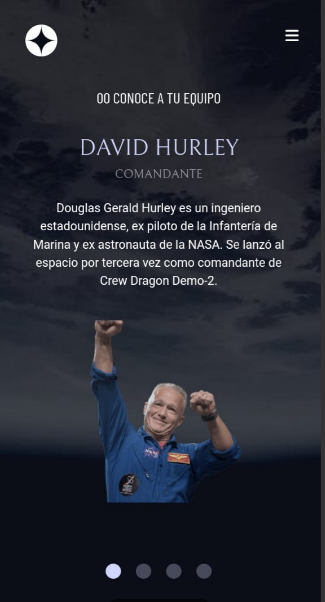 00 CONOCE A TU EQUIPO
DAVID HURLEY
COMANDANTE
Douglas Gerald Hurley es un ingeniero
estadounidense, ex piloto de la Infantería de
Marina y ex astronauta de la NASA. Se lanzó al
espacio por tercera vez como comandante de
Crew Dragon Demo-2.
NASA